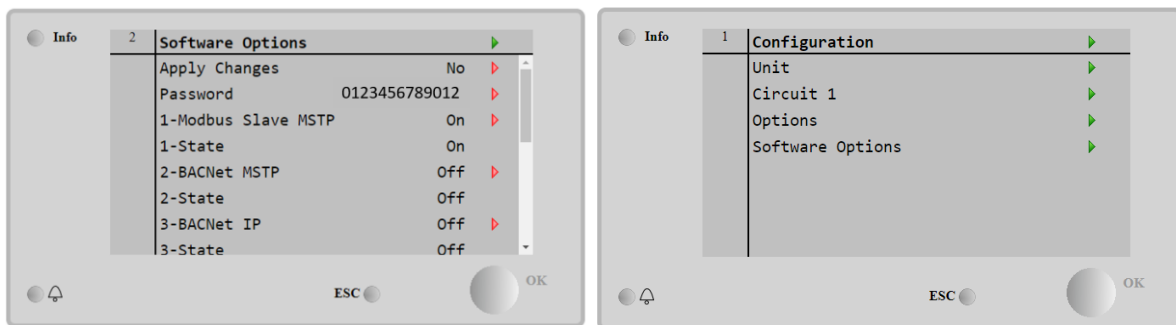 Info
2 Software Options
Apply Changes No
Password 0123456789012
1-Modbus Slave MSTP On
1-State On
2-BACNet MSTP Off
2-State Off
3-BACNet IP Off
3-State Off
ESC
OK
Info
1 Configuration
Unit
Circuit 1
Options
Software Options
ESC
OK